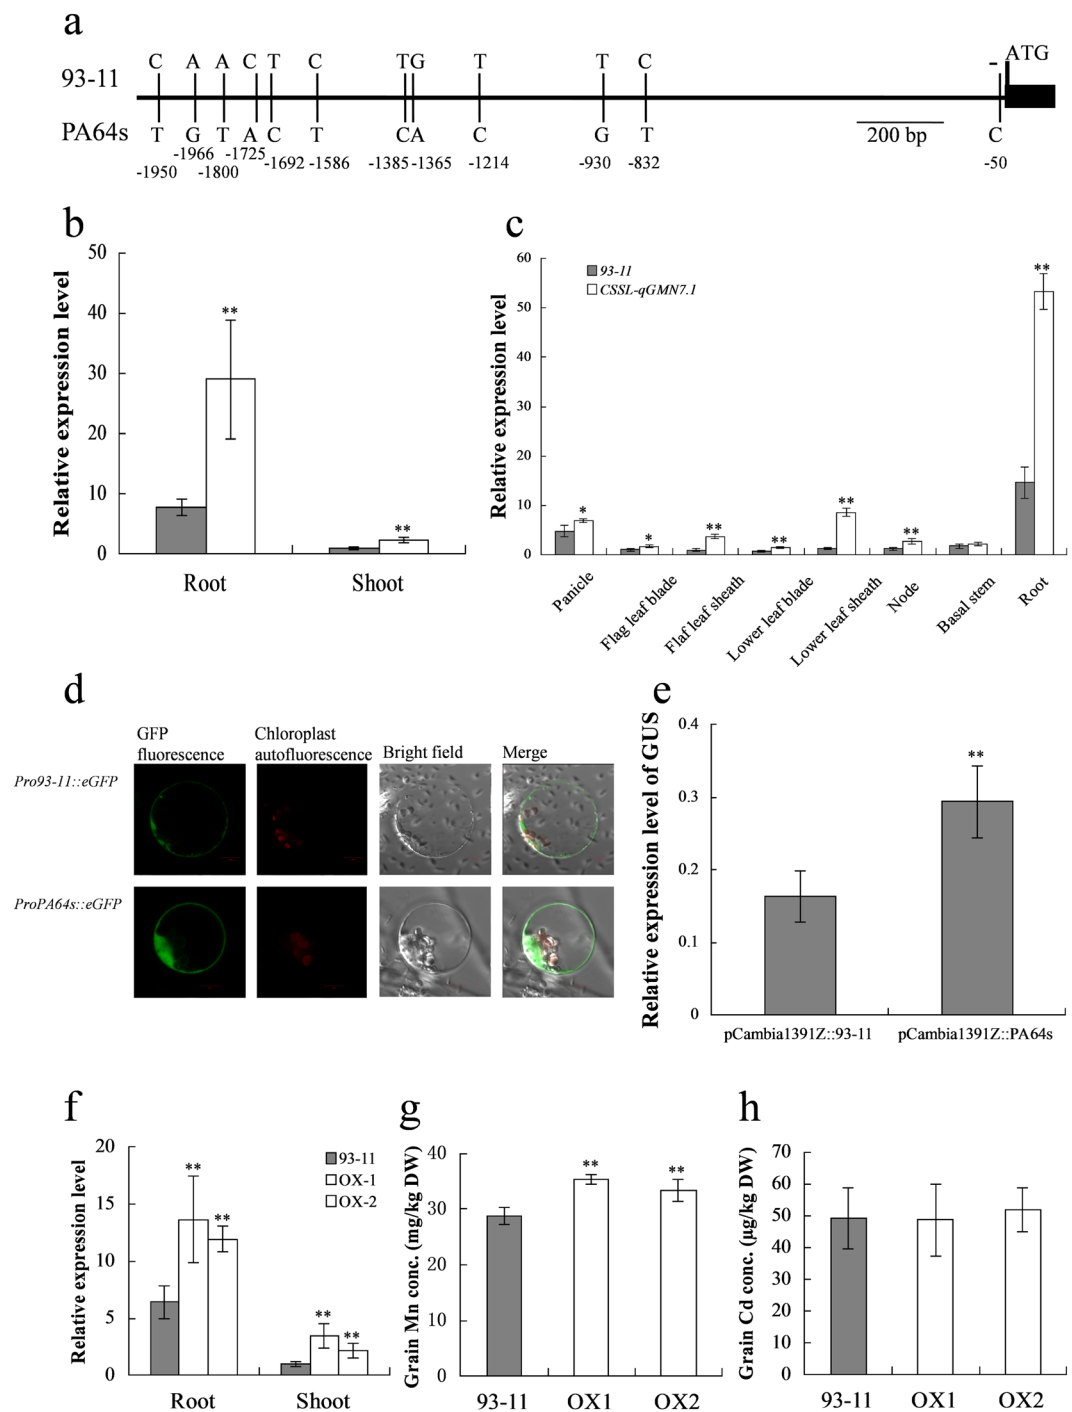 a
C A A C T C T G T T C - ATG
93-11
PA64s
T G T A C T C A C G T C
200 bp
-1966 -1725
-1950 -1800 -1692 -1586 -1385 -1365 -1214 -930 -832 -50
b
Relative expression level
50
40
30
20
10
0
**
**
Root Shoot
c
Relative expression level
60
50
40
30
20
10
0
93-11
CSSL-qGMN7.1
* * ** ** ** ** **
Panicle
Flag leaf blade
Flaf leaf sheath
Lower leaf blade
Lower leaf sheath
Node
Basal stem
Root
d
GFP
fluorescence
Chloroplast
autofluorescence
Bright field
Merge
Pro93-11::eGFP
ProPA64s::eGFP
e
Relative expression level of GUS
0.4
0.3
0.2
0.1
0
**
pCambia1391Z::93-11 pCambia1391Z::PA64s
f
Relative expression level
20
15
10
5
0
93-11
OX-1
OX-2
** **
** **
Root Shoot
g
Grain Mn conc. (mg/kg DW)
40
30
20
10
0
** **
93-11 OX1 OX2
h
Grain Cd conc. (µg/kg DW)
70
60
50
40
30
20
10
0
93-11 OX1 OX2